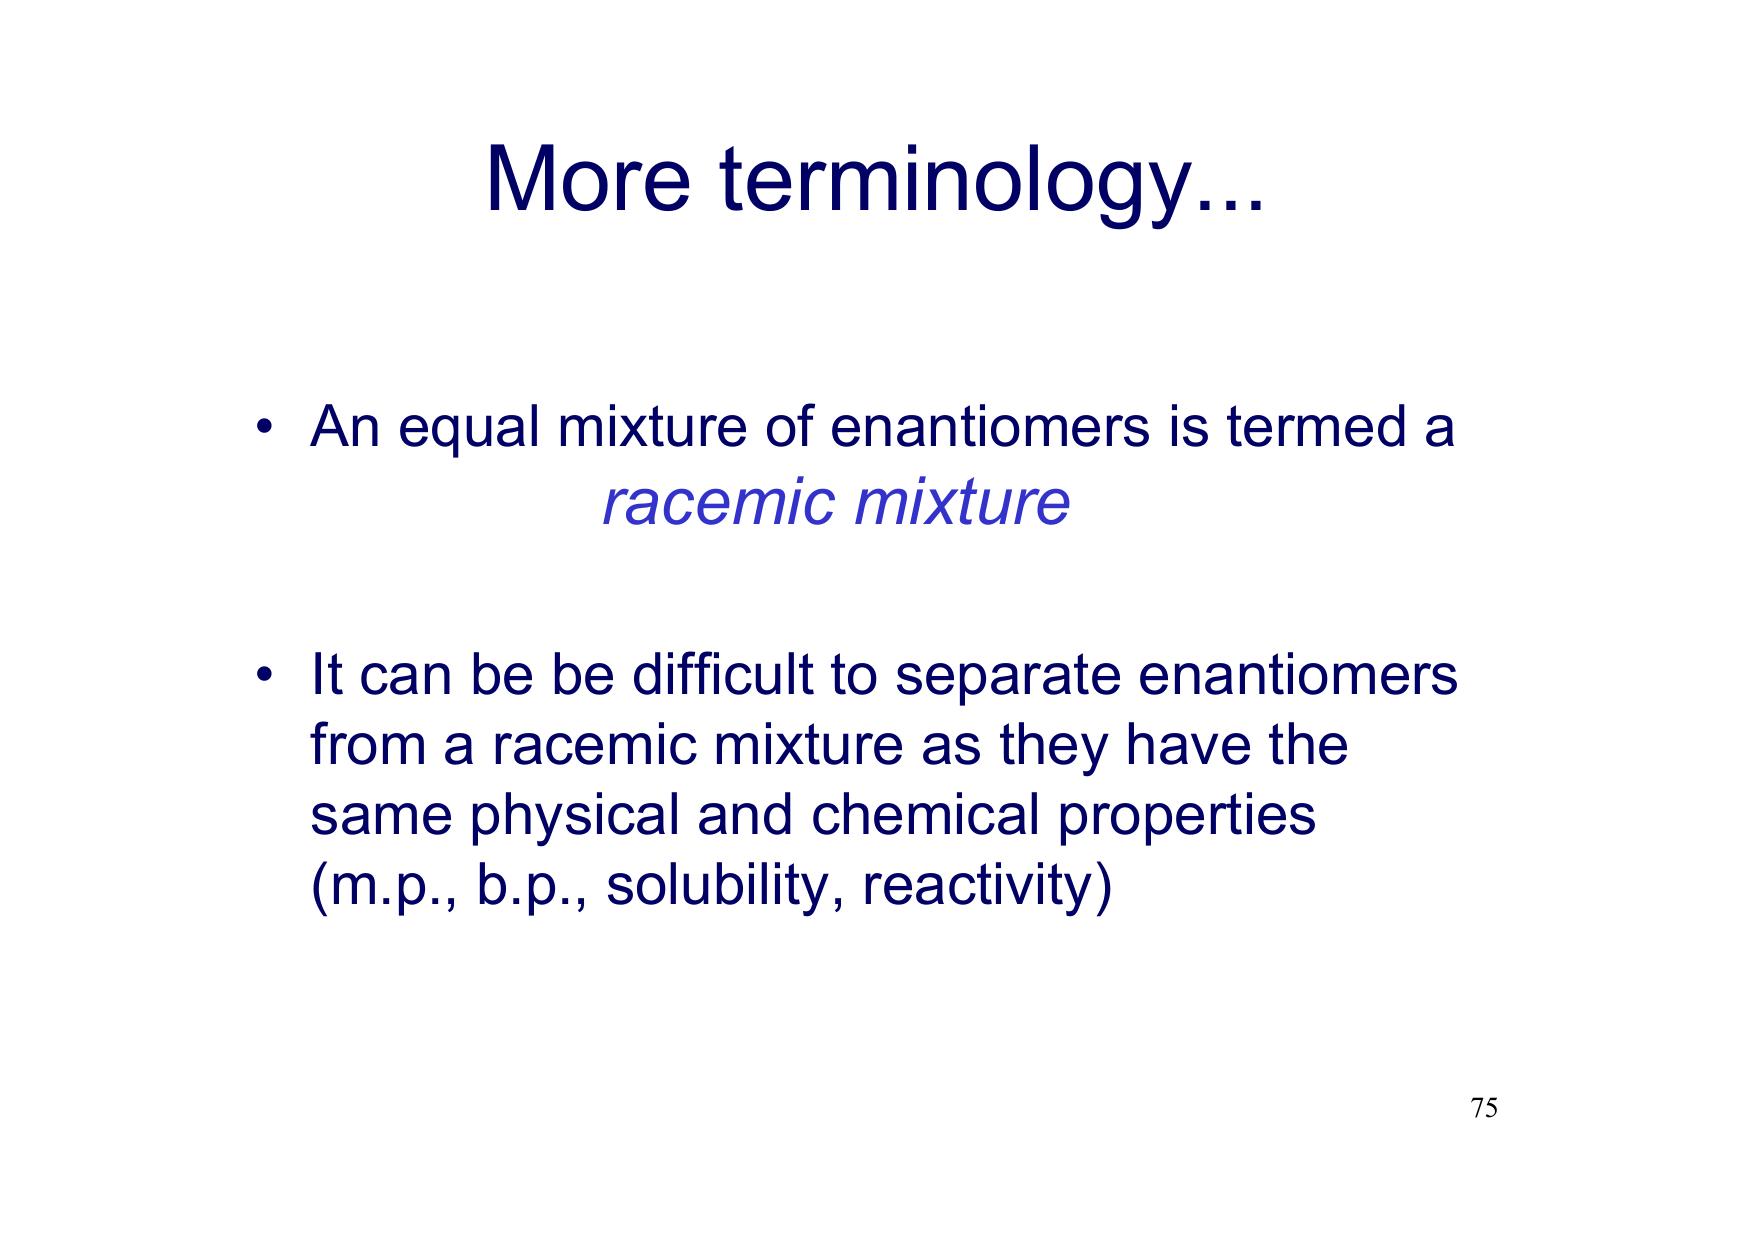 More terminology...
• An equal mixture of enantiomers is termed a
racemic mixture
• It can be be difficult to separate enantiomers
from a racemic mixture as they have the
same physical and chemical properties
(m.p., b.p., solubility, reactivity)
75